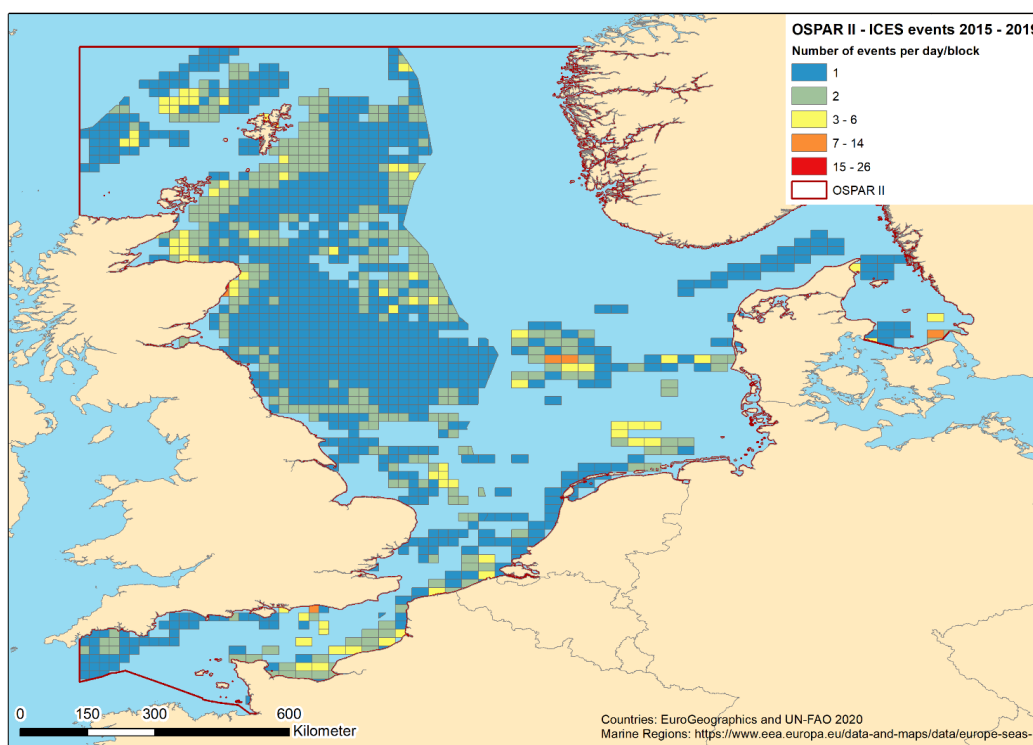 OSPAR II - ICES events 2015 - 2019
Number of events per day/block
1
2
3 - 6
7 - 14
15 - 26
OSPAR II
0 150 300 600
Kilometer
Countries: EuroGeographics and UN-FAO 2020
Marine Regions: https://www.eea.europa.eu/data-and-maps/data/europe-seas-